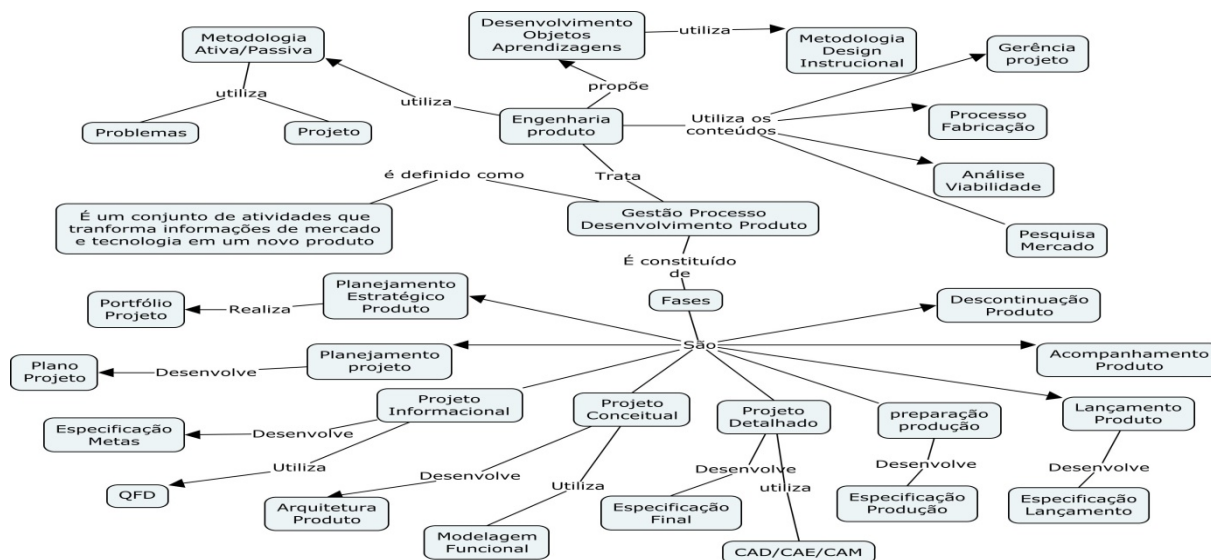 Metodologia
Ativa/Passiva
utiliza
Problemas
Projeto
utiliza
Desenvolvimento
Objetos
Aprendizagens
utiliza
Metodologia
Design
Instrucional
propõe
Engenharia
produto
Utiliza os
conteúdos
Gerência
projeto
Processo
Fabricação
Análise
Viabilidade
Pesquisa
Mercado
Trata
é definido como
É um conjunto de atividades que
tranforma informações de mercado
e tecnologia em um novo produto
Gestão Processo
Desenvolvimento Produto
É constituído
de
Fases
São
Planejamento
Estratégico
Produto
Realiza
Portfólio
Projeto
Planejamento
projeto
Desenvolve
Plano
Projeto
Projeto
Informacional
Desenvolve
Especificação
Metas
Utiliza
QFD
Projeto
Conceitual
Desenvolve
Arquitetura
Produto
Utiliza
Modelagem
Funcional
Projeto
Detalhado
Desenvolve
Especificação
Final
utiliza
CAD/CAE/CAM
preparação
produção
Desenvolve
Especificação
Produção
Lançamento
Produto
Desenvolve
Especificação
Lançamento
Acompanhamento
Produto
Descontinuação
Produto